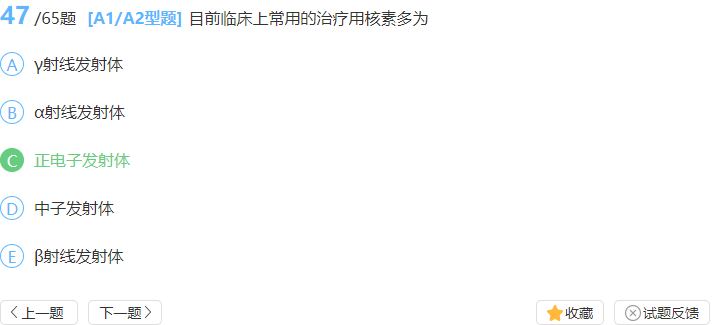 47 /65题 [A1/A2型题] 目前临床上常用的治疗用核素多为
A γ射线发射体
B α射线发射体
C 正电子发射体
D 中子发射体
E β射线发射体
上一题 下一题 收藏 试题反馈